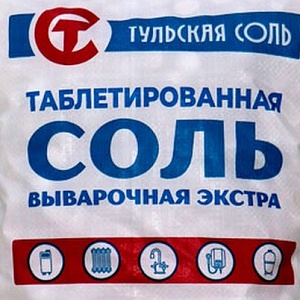 ТУЛЬСКАЯ СОЛЬ
ТАБЛЕТИРОВАННАЯ
СОЛЬ
ВЫВАРОЧНАЯ ЭКСТРА